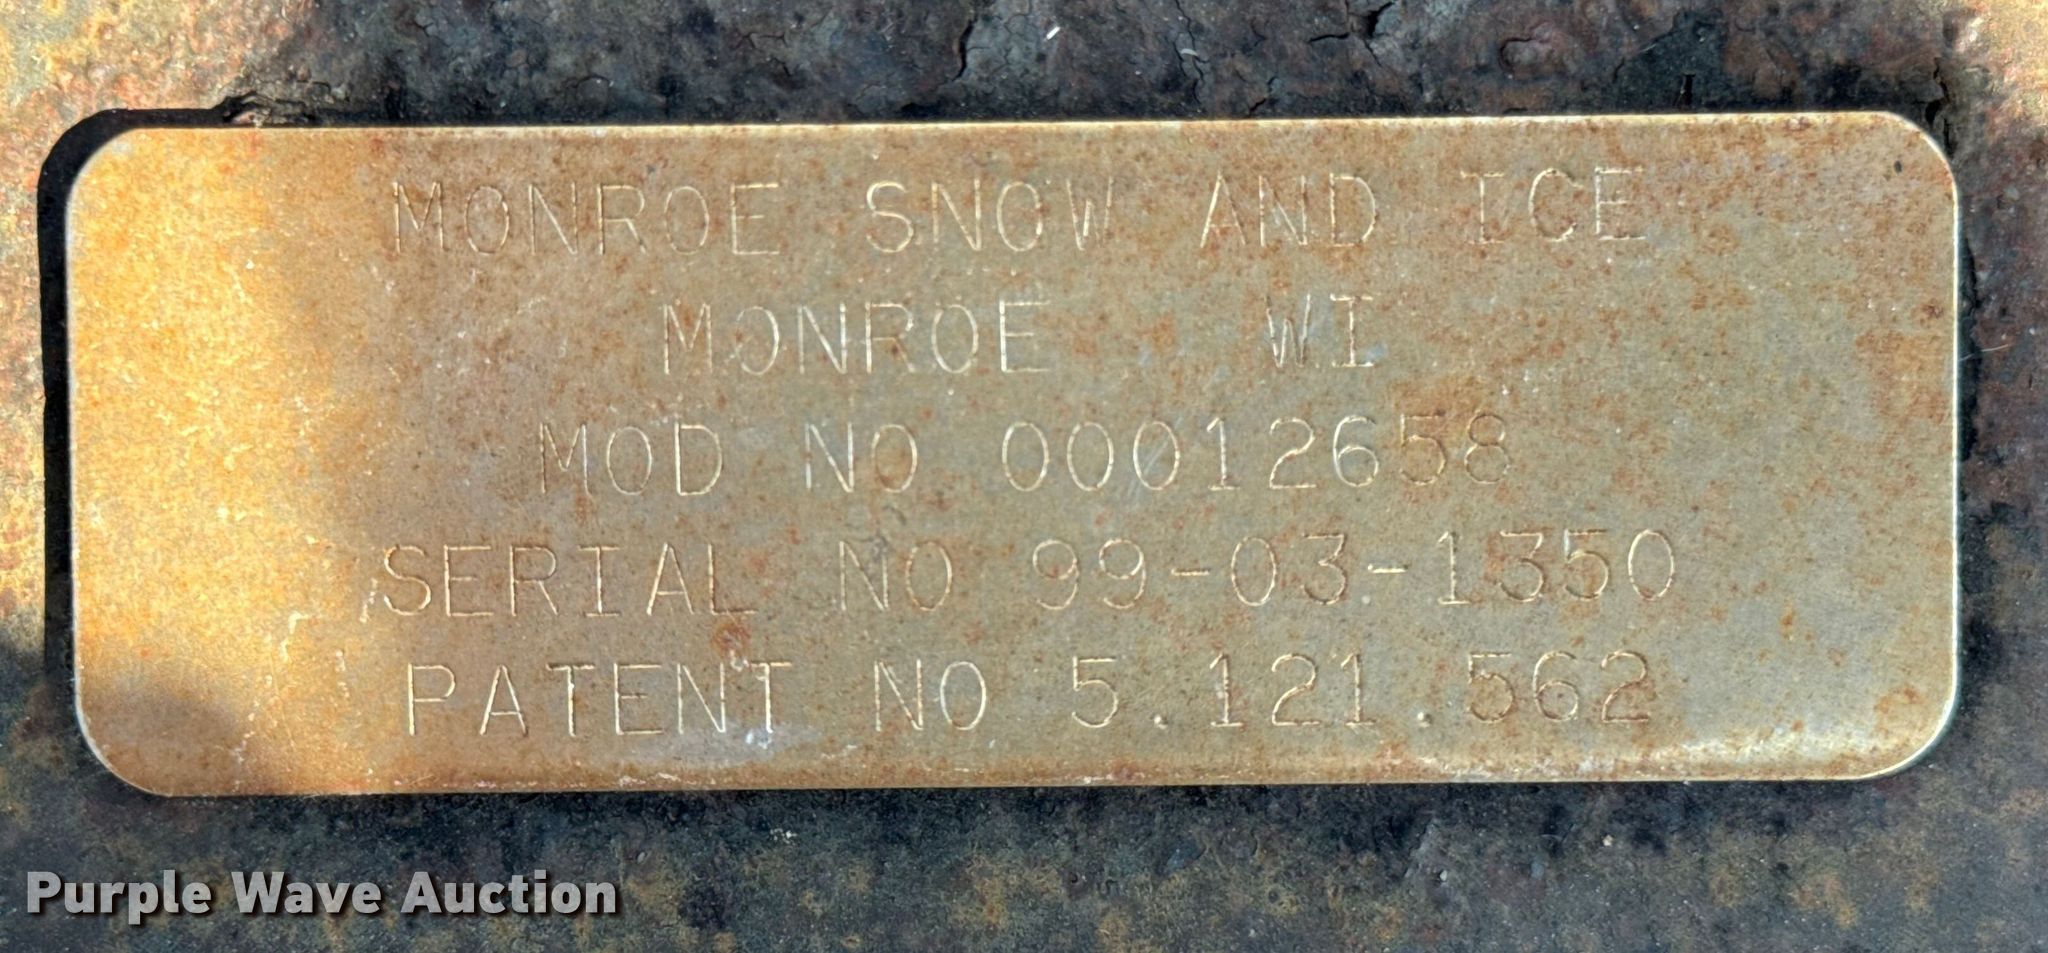 MONROE SNOW AND ICE
MONROE WI
MOD NO 00012658
SERIAL NO 99-03-1350
PATENT NO 5.121.562
Purple Wave Auction